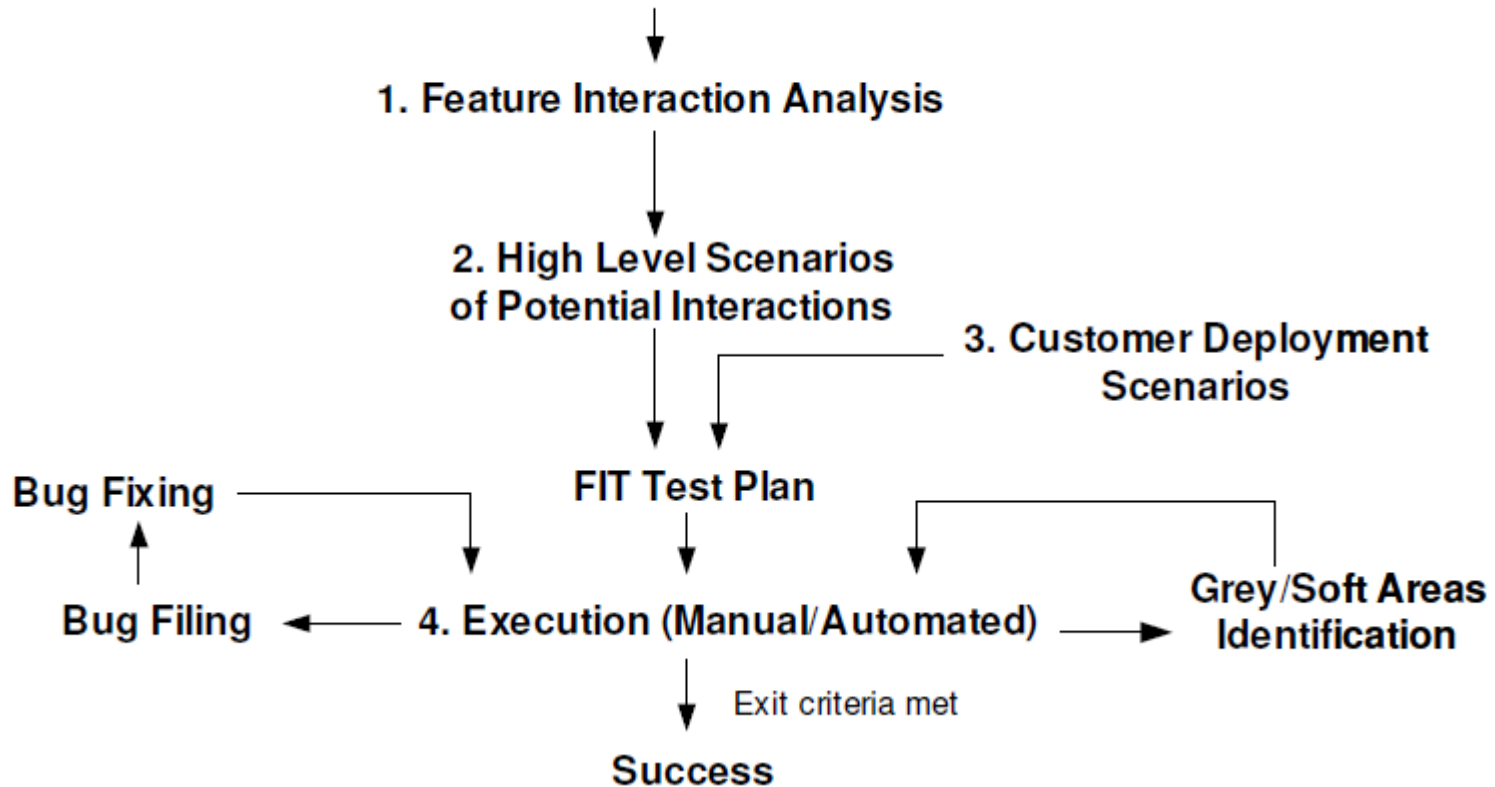 1. Feature Interaction Analysis
2. High Level Scenarios
of Potential Interactions
3. Customer Deployment
Scenarios
FIT Test Plan
Bug Fixing
Grey/Soft Areas
Identification
Bug Filing
4. Execution (Manual/Automated)
Exit criteria met
Success